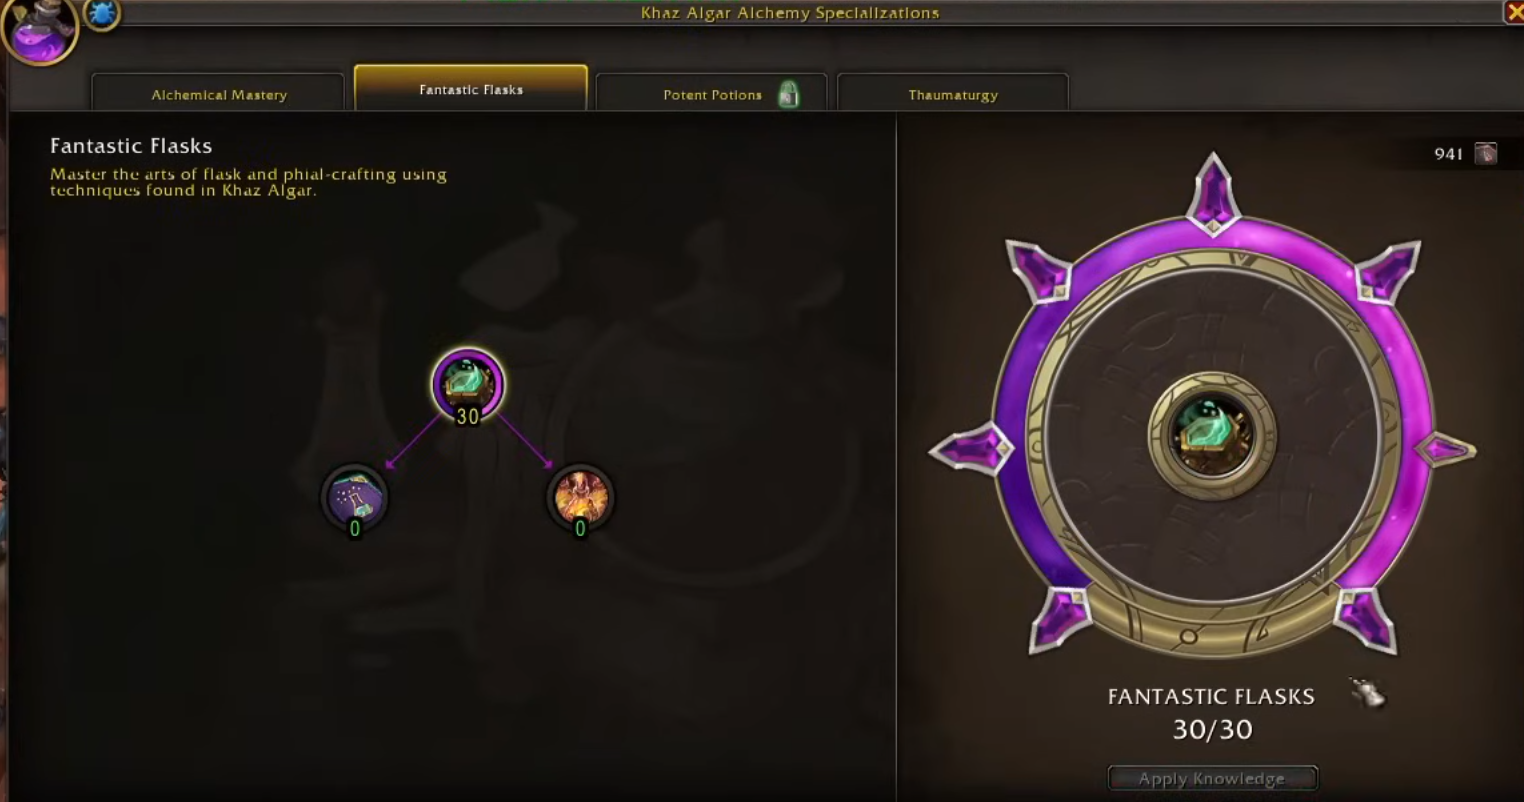 Khaz Algar Alchemy Specializations
Alchemical Mastery
Fantastic Flasks
Potent Potions
Thaumaturgy
Fantastic Flasks
Master the arts of flask and phial-crafting using
techniques found in Khaz Algar.
941
30
0
0
FANTASTIC FLASKS
30/30
Apply Knowledge